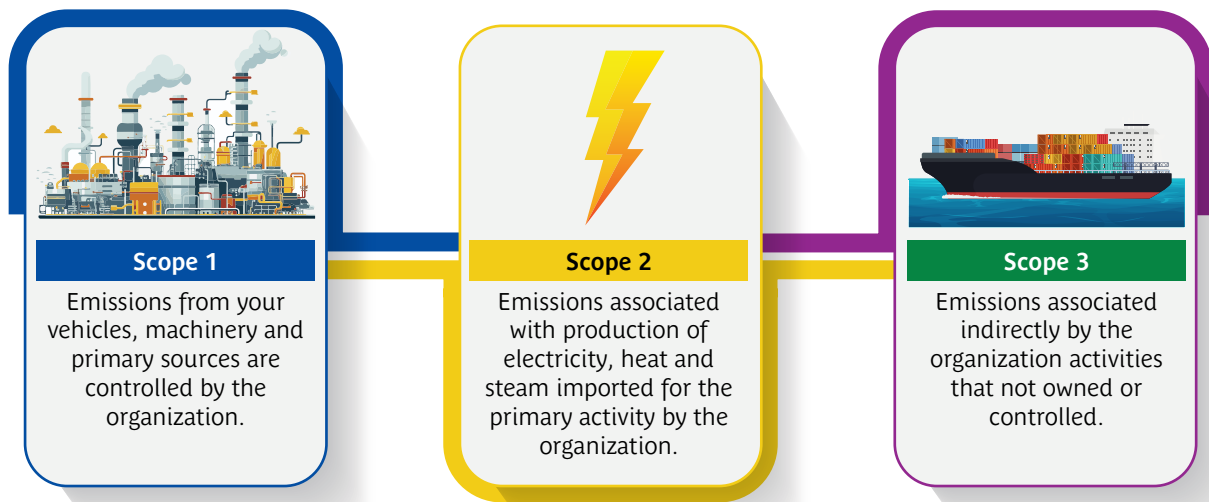 Scope 1
Emissions from your
vehicles, machinery and
primary sources are
controlled by the
organization.
Scope 2
Emissions associated
with production of
electricity, heat and
steam imported for the
primary activity by the
organization.
Scope 3
Emissions associated
indirectly by the
organization activities
that not owned or
controlled.